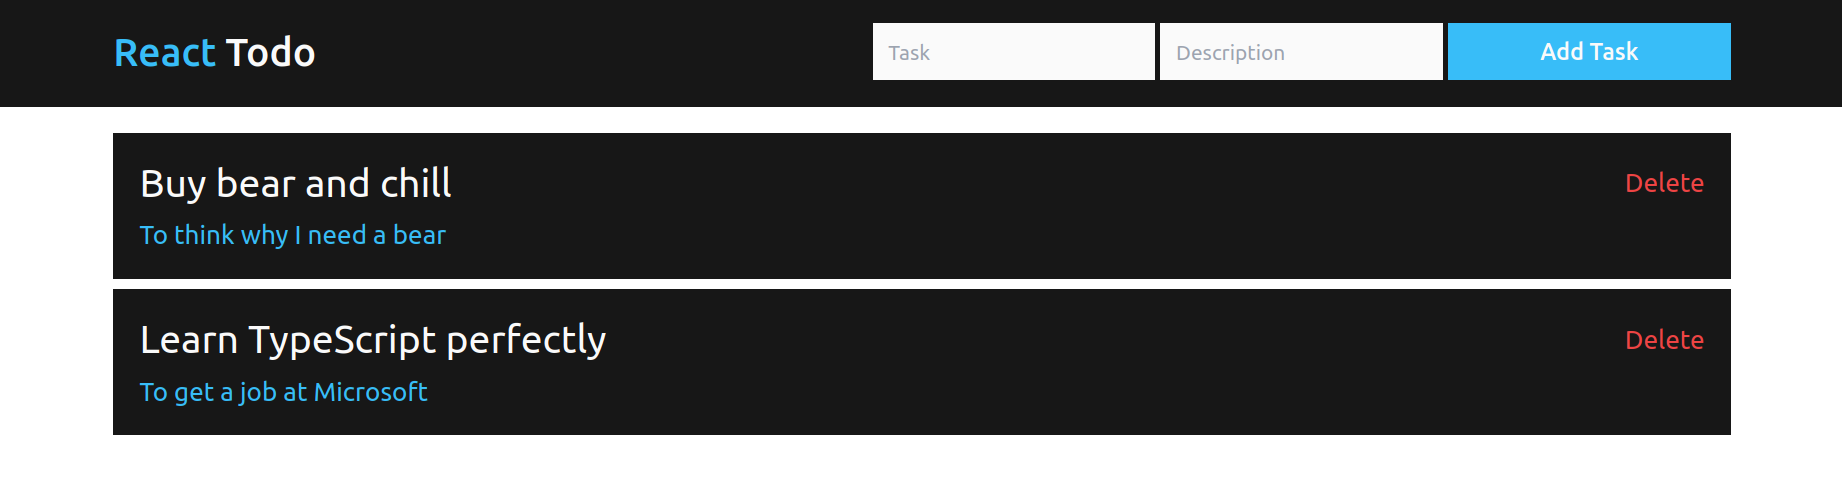 React Todo
Task
Description
Add Task
Buy bear and chill
Delete
To think why I need a bear
Learn TypeScript perfectly
Delete
To get a job at Microsoft